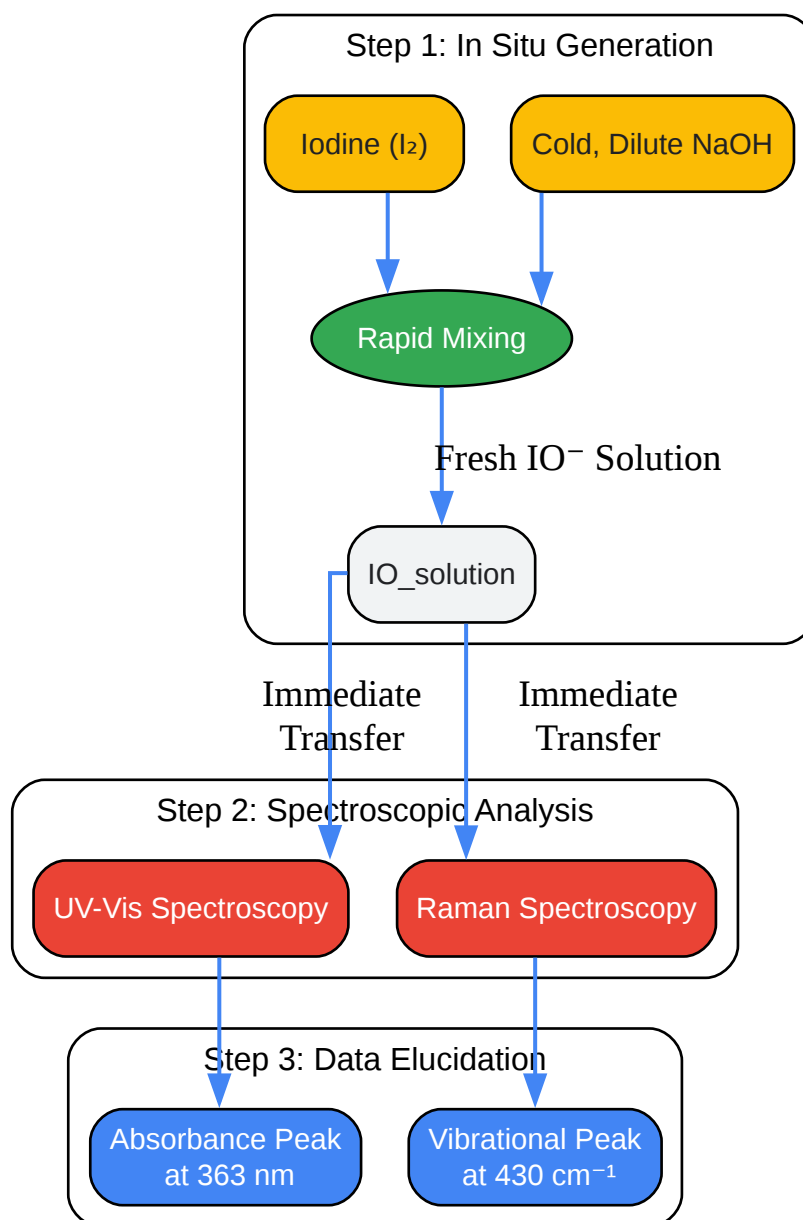 Step 1: In Situ Generation
Iodine (I₂)
Cold, Dilute NaOH
Rapid Mixing
Fresh IO⁻ Solution
IO_solution
Immediate
Transfer
Immediate
Transfer
Step 2: Spectroscopic Analysis
UV-Vis Spectroscopy
Raman Spectroscopy
Step 3: Data Elucidation
Absorbance Peak
at 363 nm
Vibrational Peak
at 430 cm⁻¹